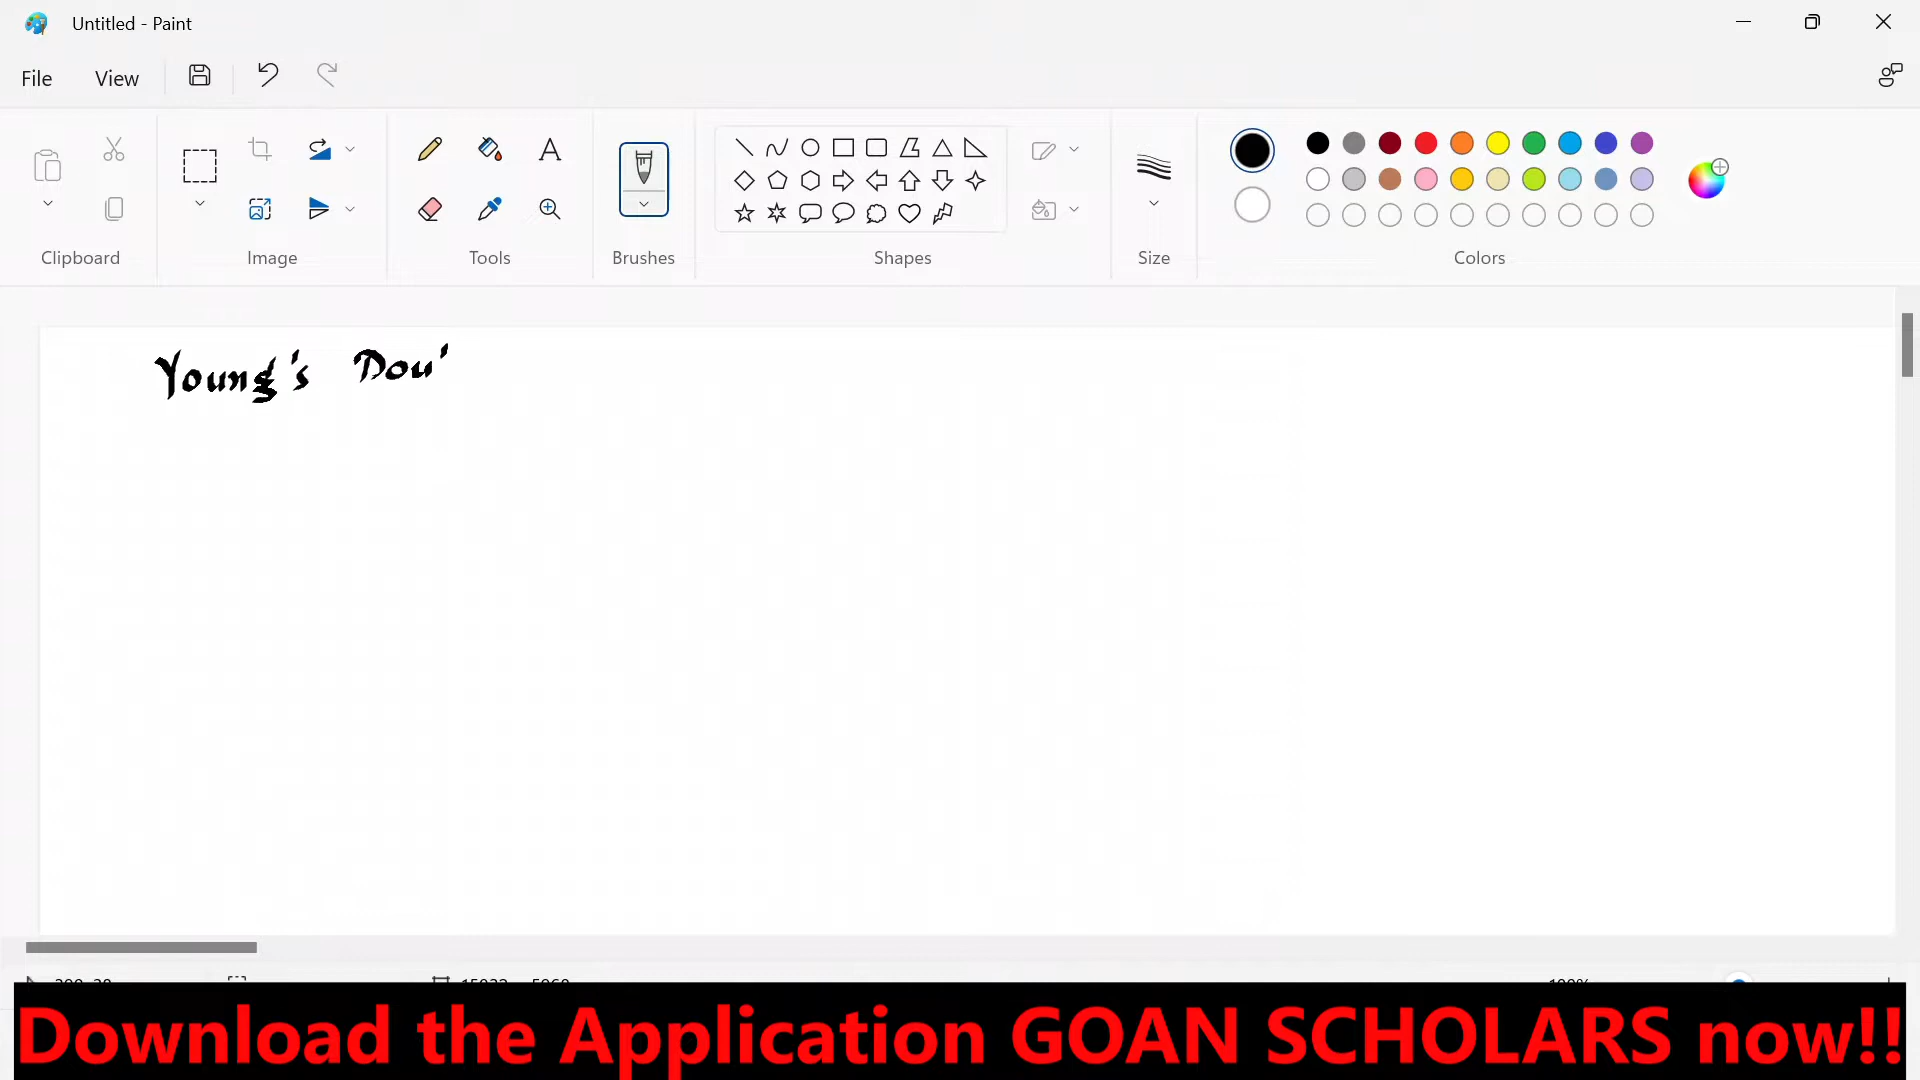 Untitled - Paint
File View
Clipboard Image Tools Brushes Shapes Size Colors
Young's Dou'
Download the Application GOAN SCHOLARS now!!